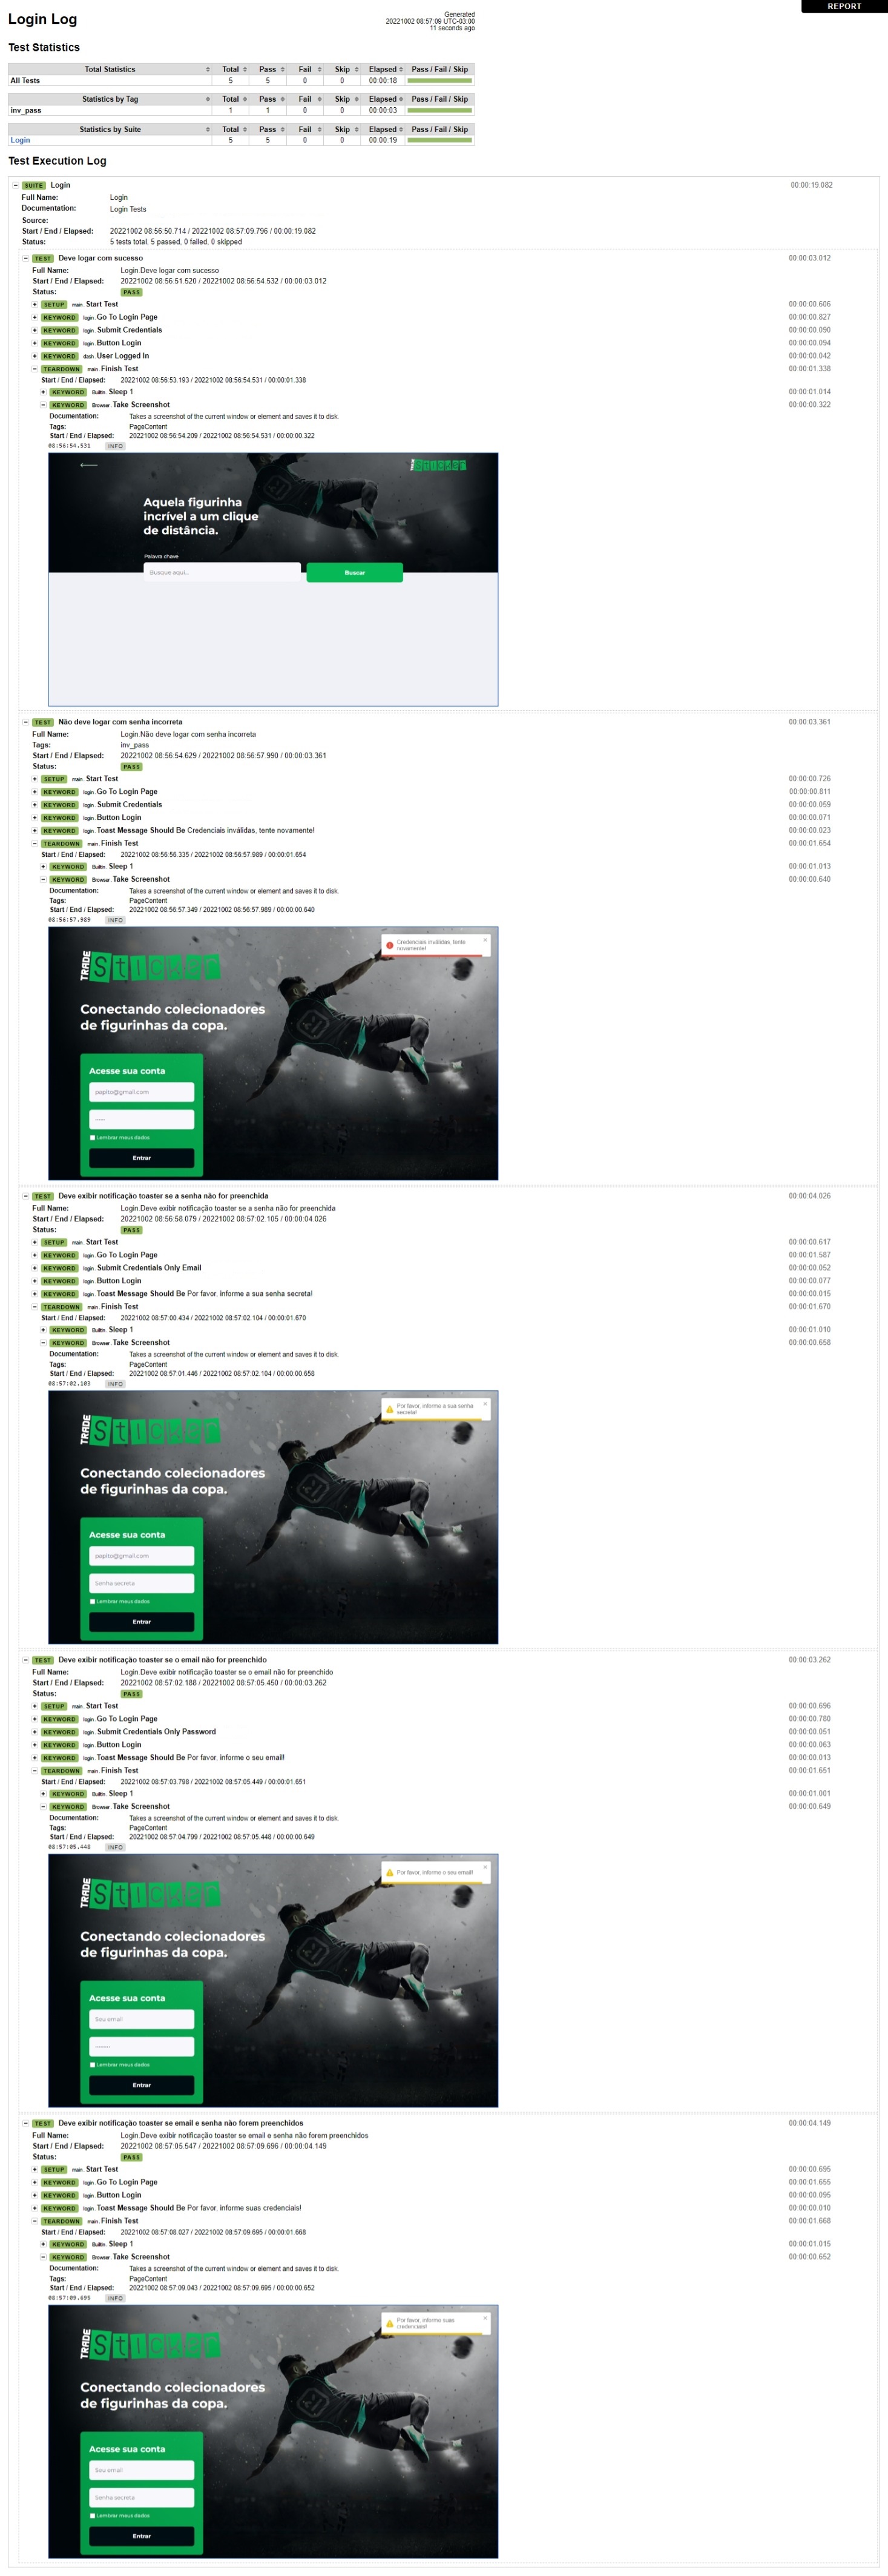 REPORT
Login Log
Generated
20221002 08:57:09 UTC-03:00
11 seconds ago
Test Statistics
Total Statistics Total Pass Fail Skip Elapsed Pass / Fail / Skip
All Tests 5 5 0 0 00:00:18
Statistics by Tag Total Pass Fail Skip Elapsed Pass / Fail / Skip
inv_pass 1 1 0 0 00:00:03
Statistics by Suite Total Pass Fail Skip Elapsed Pass / Fail / Skip
Login 5 5 0 0 00:00:19
Test Execution Log
SUITE Login 00:00:19.082
Full Name: Login
Documentation: Login Tests
Source:
Start / End / Elapsed: 20221002 08:56:50.714 / 20221002 08:57:09.796 / 00:00:19.082
Status: 5 tests total, 5 passed, 0 failed, 0 skipped
TEST Deve logar com sucesso 00:00:03.012
Full Name: Login.Deve logar com sucesso
Start / End / Elapsed: 20221002 08:56:51.520 / 20221002 08:56:54.532 / 00:00:03.012
Status: PASS
SETUP main. Start Test 00:00:00.606
KEYWORD login. Go To Login Page 00:00:00.827
KEYWORD login. Submit Credentials 00:00:00.090
KEYWORD login. Button Login 00:00:00.094
KEYWORD dash. User Logged In 00:00:00.042
TEARDOWN main. Finish Test 00:00:01.338
Start / End / Elapsed: 20221002 08:56:53.193 / 20221002 08:56:54.531 / 00:00:01.338
KEYWORD BuiltIn. Sleep 1 00:00:01.014
KEYWORD Browser. Take Screenshot 00:00:00.322
Documentation: Takes a screenshot of the current window or element and saves it to disk.
Tags: PageContent
Start / End / Elapsed: 20221002 08:56:54.209 / 20221002 08:56:54.531 / 00:00:00.322
08:56:54.531 INFO
TRADE Sticker
Aquela figurinha
incrível a um clique
de distância.
Palavra chave
Busque aqui... Buscar
TEST Não deve logar com senha incorreta 00:00:03.361
Full Name: Login.Não deve logar com senha incorreta
Tags: inv_pass
Start / End / Elapsed: 20221002 08:56:54.629 / 20221002 08:56:57.990 / 00:00:03.361
Status: PASS
SETUP main. Start Test 00:00:00.726
KEYWORD login. Go To Login Page 00:00:00.811
KEYWORD login. Submit Credentials 00:00:00.059
KEYWORD login. Button Login 00:00:00.071
KEYWORD login. Toast Message Should Be Credenciais inválidas, tente novamente! 00:00:00.023
TEARDOWN main. Finish Test 00:00:01.654
Start / End / Elapsed: 20221002 08:56:56.335 / 20221002 08:56:57.989 / 00:00:01.654
KEYWORD BuiltIn. Sleep 1 00:00:01.013
KEYWORD Browser. Take Screenshot 00:00:00.640
Documentation: Takes a screenshot of the current window or element and saves it to disk.
Tags: PageContent
Start / End / Elapsed: 20221002 08:56:57.349 / 20221002 08:56:57.989 / 00:00:00.640
08:56:57.989 INFO
Credenciais inválidas, tente
novamente!
TRADE Sticker
Conectando colecionadores
de figurinhas da copa.
Acesse sua conta
papito@gmail.com
Lembrar meus dados
Entrar
TEST Deve exibir notificação toaster se a senha não for preenchida 00:00:04.026
Full Name: Login.Deve exibir notificação toaster se a senha não for preenchida
Start / End / Elapsed: 20221002 08:56:58.079 / 20221002 08:57:02.105 / 00:00:04.026
Status: PASS
SETUP main. Start Test 00:00:00.617
KEYWORD login. Go To Login Page 00:00:01.587
KEYWORD login. Submit Credentials Only Email 00:00:00.052
KEYWORD login. Button Login 00:00:00.077
KEYWORD login. Toast Message Should Be Por favor, informe a sua senha secreta! 00:00:00.015
TEARDOWN main. Finish Test 00:00:01.670
Start / End / Elapsed: 20221002 08:57:00.434 / 20221002 08:57:02.104 / 00:00:01.670
KEYWORD BuiltIn. Sleep 1 00:00:01.010
KEYWORD Browser. Take Screenshot 00:00:00.658
Documentation: Takes a screenshot of the current window or element and saves it to disk.
Tags: PageContent
Start / End / Elapsed: 20221002 08:57:01.446 / 20221002 08:57:02.104 / 00:00:00.658
08:57:02.103 INFO
Por favor, informe a sua senha
secreta!
TRADE Sticker
Conectando colecionadores
de figurinhas da copa.
Acesse sua conta
papito@gmail.com
Senha secreta
Lembrar meus dados
Entrar
TEST Deve exibir notificação toaster se o email não for preenchido 00:00:03.262
Full Name: Login.Deve exibir notificação toaster se o email não for preenchido
Start / End / Elapsed: 20221002 08:57:02.188 / 20221002 08:57:05.450 / 00:00:03.262
Status: PASS
SETUP main. Start Test 00:00:00.696
KEYWORD login. Go To Login Page 00:00:00.780
KEYWORD login. Submit Credentials Only Password 00:00:00.051
KEYWORD login. Button Login 00:00:00.063
KEYWORD login. Toast Message Should Be Por favor, informe o seu email! 00:00:00.013
TEARDOWN main. Finish Test 00:00:01.651
Start / End / Elapsed: 20221002 08:57:03.798 / 20221002 08:57:05.449 / 00:00:01.651
KEYWORD BuiltIn. Sleep 1 00:00:01.001
KEYWORD Browser. Take Screenshot 00:00:00.649
Documentation: Takes a screenshot of the current window or element and saves it to disk.
Tags: PageContent
Start / End / Elapsed: 20221002 08:57:04.799 / 20221002 08:57:05.448 / 00:00:00.649
08:57:05.448 INFO
Por favor, informe o seu email!
TRADE Sticker
Conectando colecionadores
de figurinhas da copa.
Acesse sua conta
Seu email
Lembrar meus dados
Entrar
TEST Deve exibir notificação toaster se email e senha não forem preenchidos 00:00:04.149
Full Name: Login.Deve exibir notificação toaster se email e senha não forem preenchidos
Start / End / Elapsed: 20221002 08:57:05.547 / 20221002 08:57:09.696 / 00:00:04.149
Status: PASS
SETUP main. Start Test 00:00:00.695
KEYWORD login. Go To Login Page 00:00:01.655
KEYWORD login. Button Login 00:00:00.095
KEYWORD login. Toast Message Should Be Por favor, informe suas credenciais! 00:00:00.010
TEARDOWN main. Finish Test 00:00:01.668
Start / End / Elapsed: 20221002 08:57:08.027 / 20221002 08:57:09.695 / 00:00:01.668
KEYWORD BuiltIn. Sleep 1 00:00:01.015
KEYWORD Browser. Take Screenshot 00:00:00.652
Documentation: Takes a screenshot of the current window or element and saves it to disk.
Tags: PageContent
Start / End / Elapsed: 20221002 08:57:09.043 / 20221002 08:57:09.695 / 00:00:00.652
08:57:09.695 INFO
Por favor, informe suas
credenciais!
TRADE Sticker
Conectando colecionadores
de figurinhas da copa.
Acesse sua conta
Seu email
Senha secreta
Lembrar meus dados
Entrar